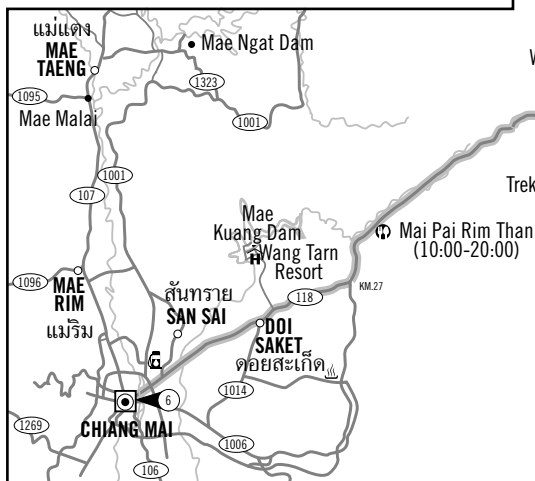 แม่แตง
MAE
TAENG
Mae Ngat Dam
1323
1095
Mae Malai
1001
1001
107
Trek
Mae
Kuang Dam
Wang Tarn
Resort
Mai Pai Rim Than
(10:00-20:00)
1096
MAE
RIM
แม่ริม
สันทราย
SAN SAI
118
KM.27
DOI
SAKET
ดอยสะเก็ด
G
H
6
1014
CHIANG MAI
1269
1006
106